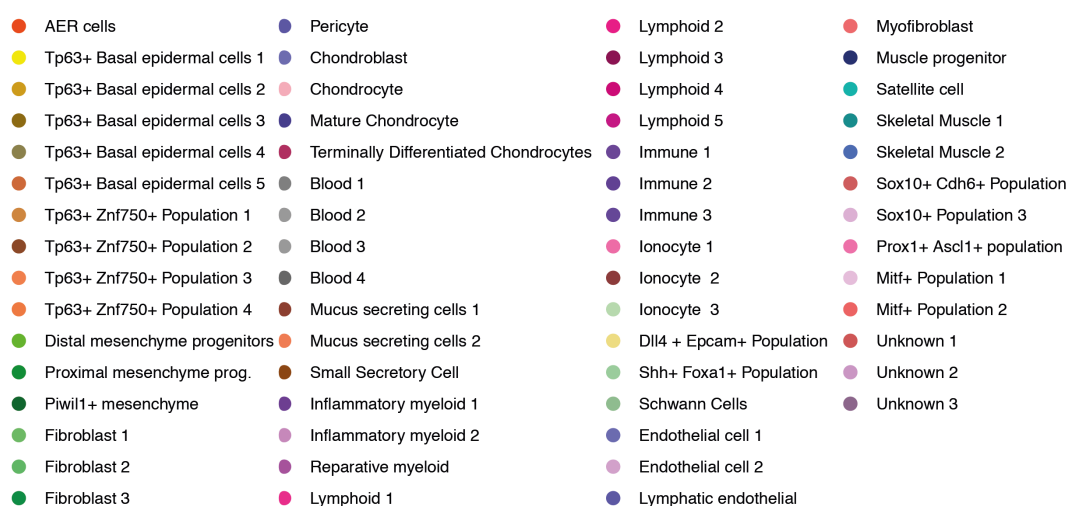 AER cells
Tp63+ Basal epidermal cells 1
Tp63+ Basal epidermal cells 2
Tp63+ Basal epidermal cells 3
Tp63+ Basal epidermal cells 4
Tp63+ Basal epidermal cells 5
Tp63+ Znf750+ Population 1
Tp63+ Znf750+ Population 2
Tp63+ Znf750+ Population 3
Tp63+ Znf750+ Population 4
Distal mesenchyme progenitors
Proximal mesenchyme prog.
Piwil1+ mesenchyme
Fibroblast 1
Fibroblast 2
Fibroblast 3
Pericyte
Chondroblast
Chondrocyte
Mature Chondrocyte
Terminally Differentiated Chondrocytes
Blood 1
Blood 2
Blood 3
Blood 4
Mucus secreting cells 1
Mucus secreting cells 2
Small Secretory Cell
Inflammatory myeloid 1
Inflammatory myeloid 2
Reparative myeloid
Lymphoid 1
Lymphoid 2
Lymphoid 3
Lymphoid 4
Lymphoid 5
Immune 1
Immune 2
Immune 3
Ionocyte 1
Ionocyte  2
Ionocyte  3
Dll4 + Epcam+ Population
Shh+ Foxa1+ Population
Schwann Cells
Endothelial cell 1
Endothelial cell 2
Lymphatic endothelial
Myofibroblast
Muscle progenitor
Satellite cell
Skeletal Muscle 1
Skeletal Muscle 2
Sox10+ Cdh6+ Population
Sox10+ Population 3
Prox1+ Ascl1+ population
Mitf+ Population 1
Mitf+ Population 2
Unknown 1
Unknown 2
Unknown 3